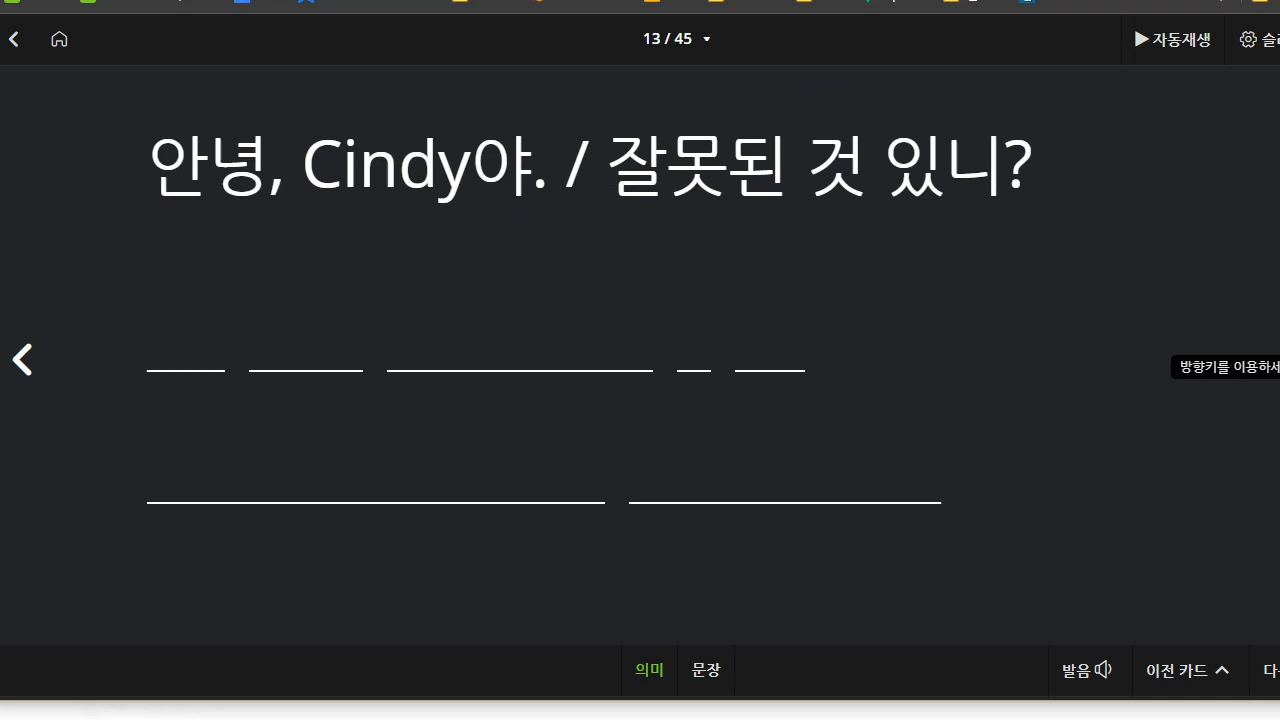 13 / 45
자동재생
안녕, Cindy야. / 잘못된 것 있니?
방향키를 이용하세
의미
문장
발음
이전 카드